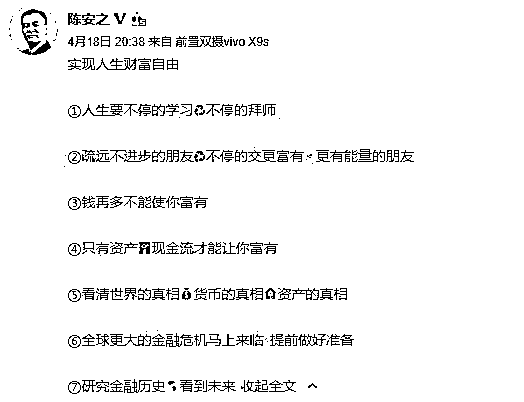 陈安之 V
4月18日 20:38 来自 前置双摄vivo X9s
实现人生财富自由
①人生要不停的学习 不停的拜师
②疏远不进步的朋友 不停的交更富有 更有能量的朋友
③钱再多不能使你富有
④只有资产 现金流才能让你富有
⑤看清世界的真相 货币的真相 资产的真相
⑥全球更大的金融危机马上来临 提前做好准备
⑦研究金融历史 看到未来 收起全文 ^